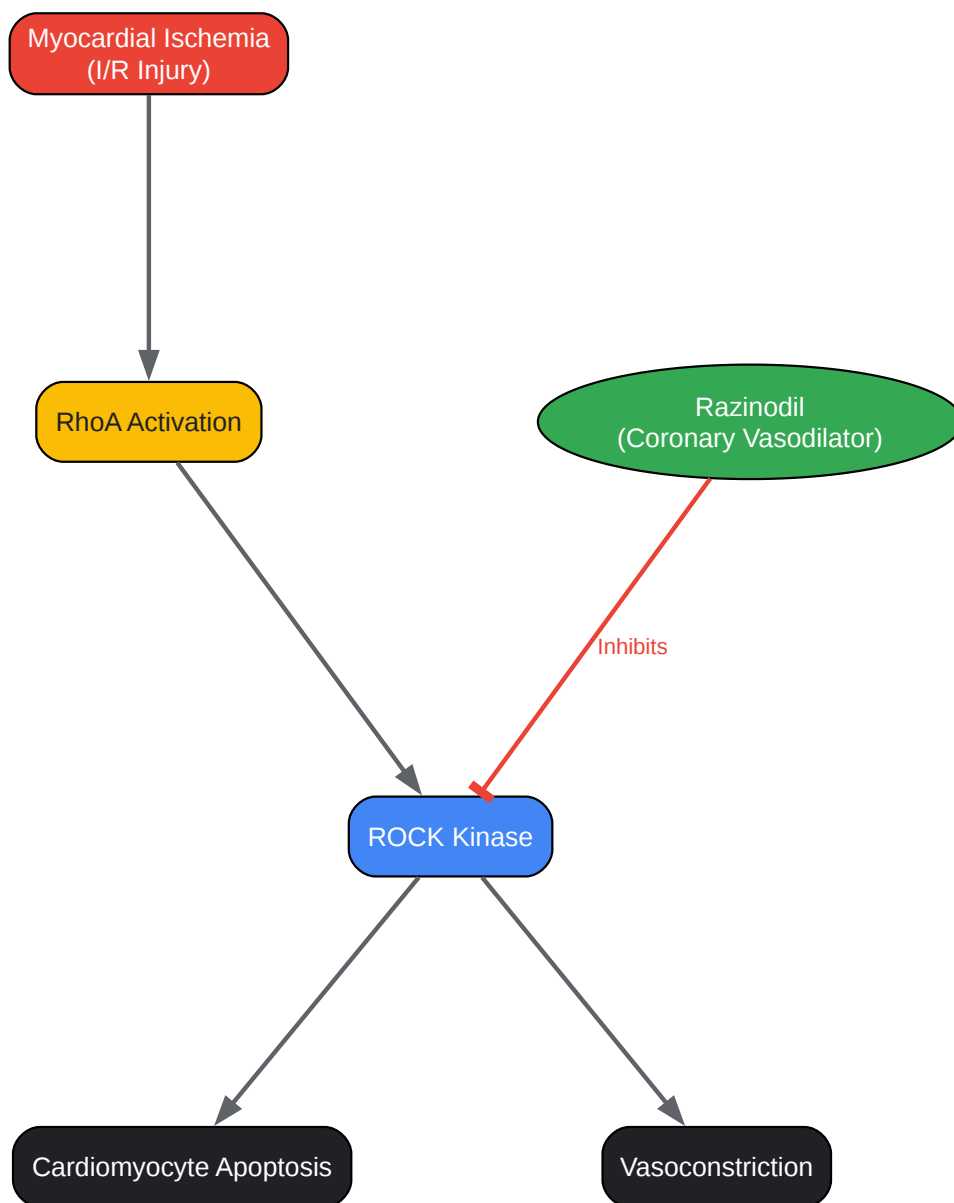 Myocardial Ischemia
(I/R Injury)
RhoA Activation
Razinodil
(Coronary Vasodilator)
Inhibits
ROCK Kinase
Cardiomyocyte Apoptosis
Vasoconstriction